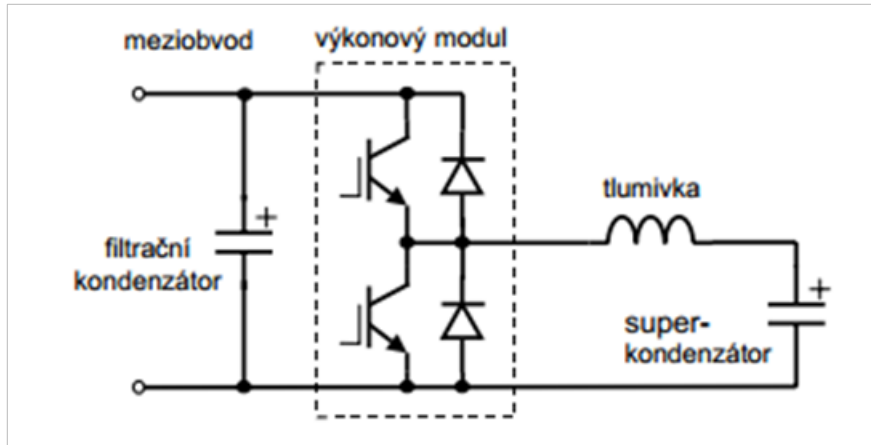 meziobvod
výkonový modul
+
filtrační
kondenzátor
tlumivka
+
super-
kondenzátor